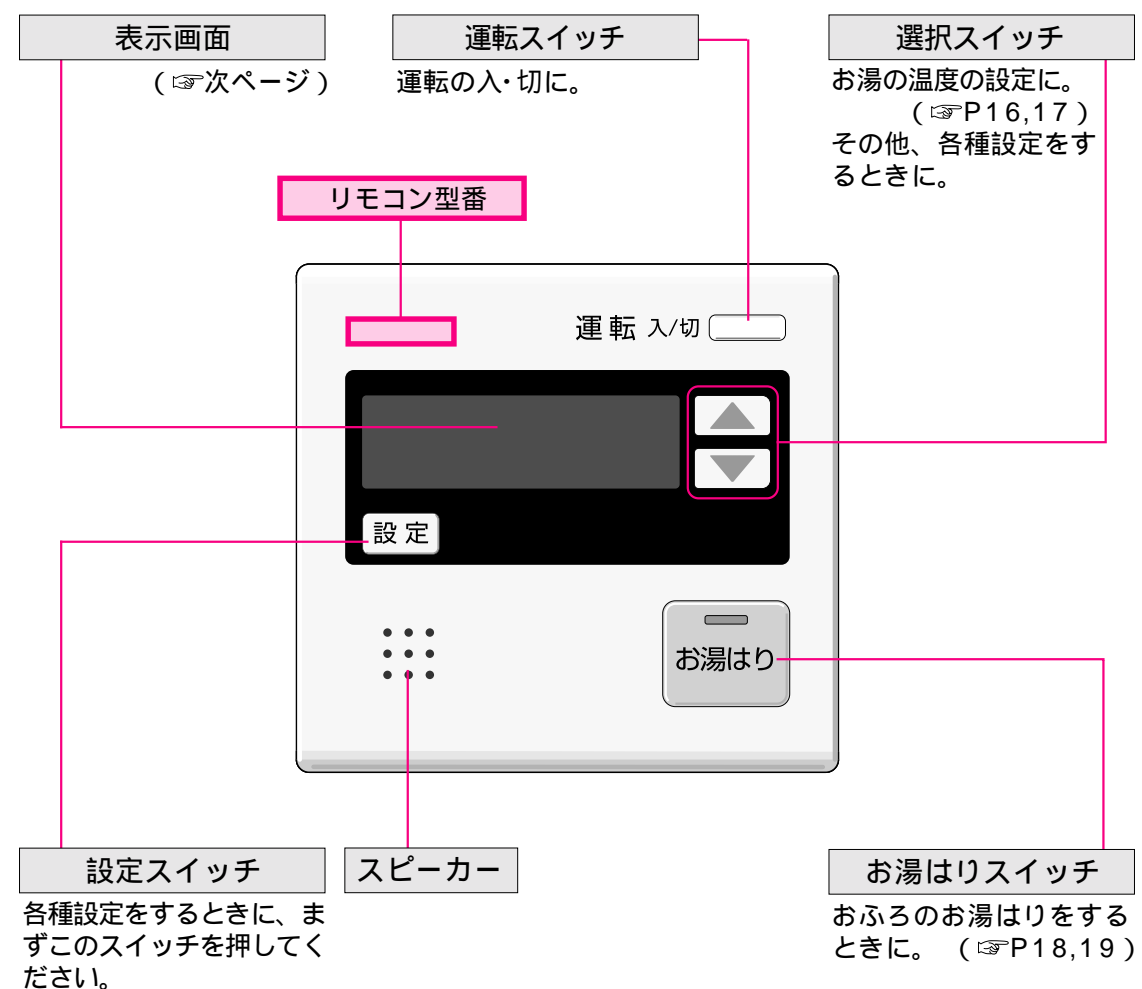 表示画面
(☞次ページ)
運転スイッチ
運転の入・切に。
選択スイッチ
お湯の温度の設定に。
(☞P16,17)
その他、各種設定をす
るときに。
リモコン型番
運転 入/切
設定
お湯はり
設定スイッチ
各種設定をするときに、ま
ずこのスイッチを押してく
ださい。
スピーカー
お湯はりスイッチ
おふろのお湯はりをする
ときに。 (☞P18,19)